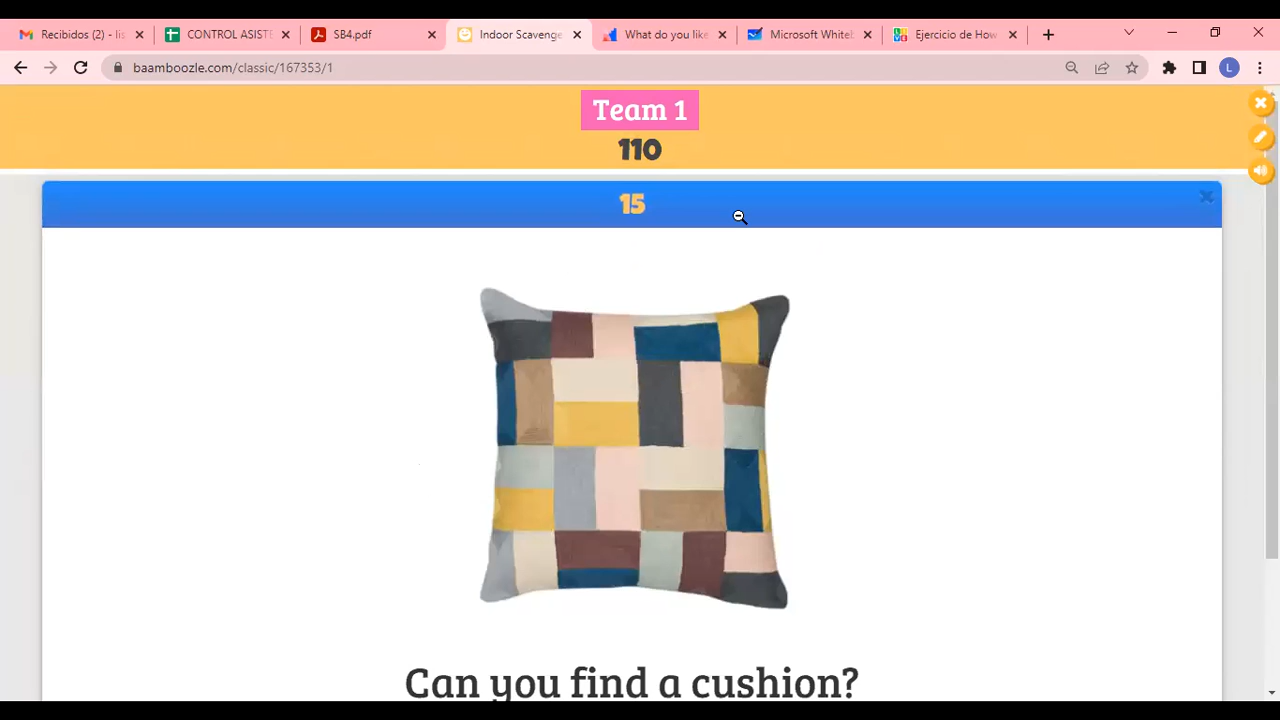 Recibidos (2) - lis
CONTROL ASISTE
SB4.pdf
Indoor Scavenge
What do you like
Microsoft Whitel
Ejercicio de How
baamboozle.com/classic/167353/1
L
Team 1
110
15
Can you find a cushion?